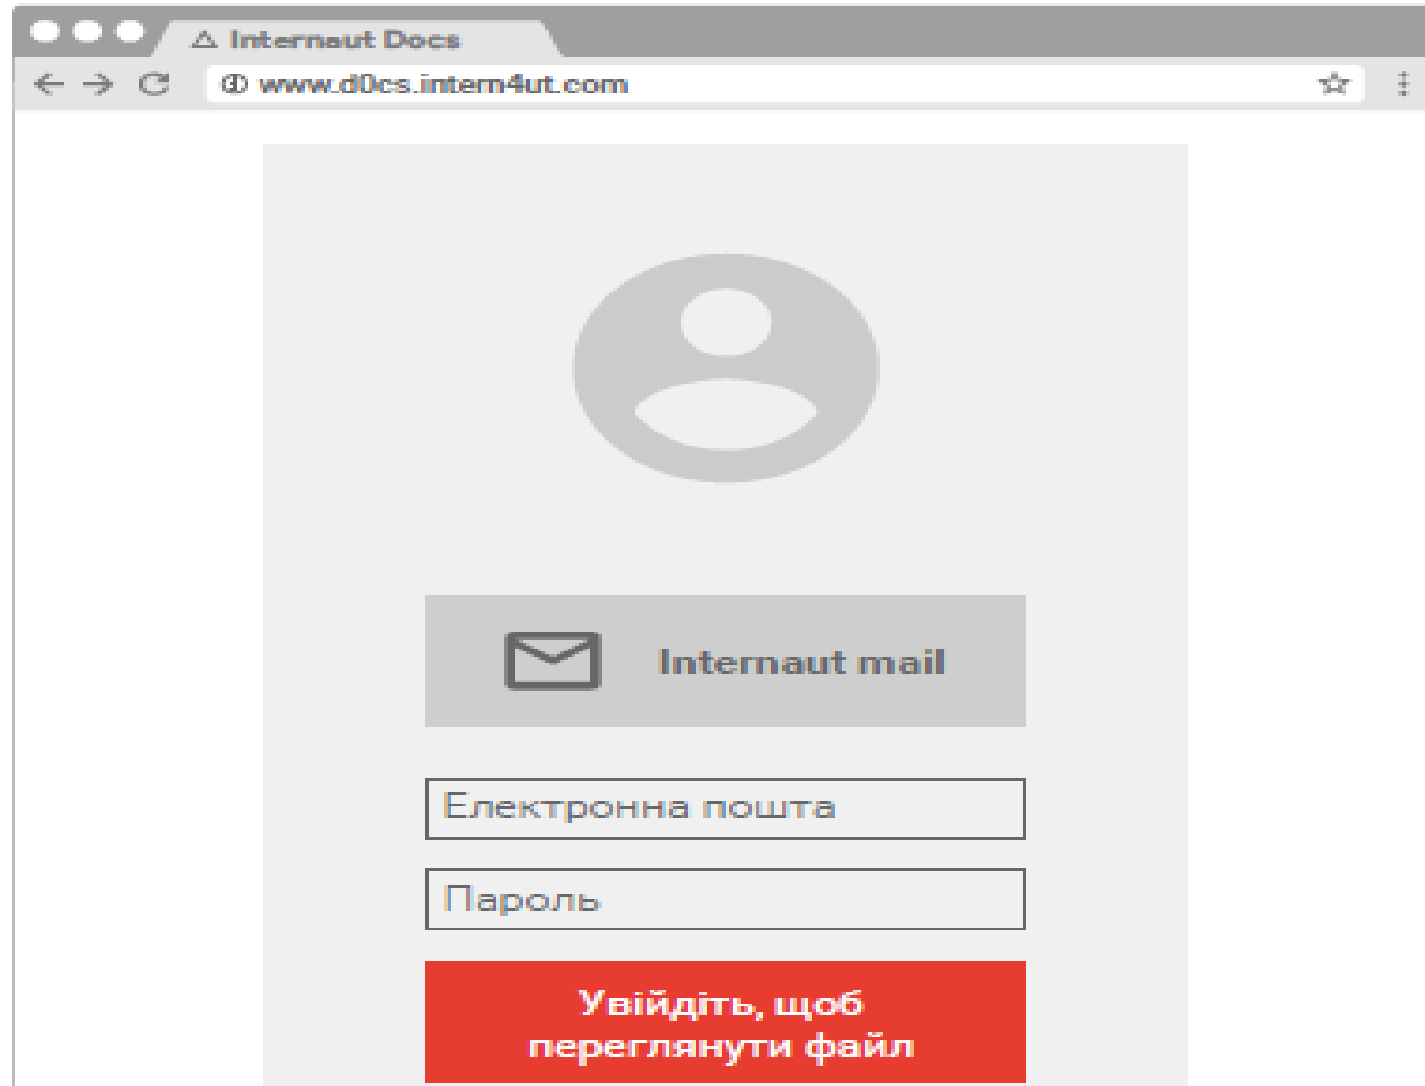 Internaut Docs
www.d0cs.intern4ut.com
Internaut mail
Електронна пошта
Пароль
Увійдіть, щоб
переглянути файл